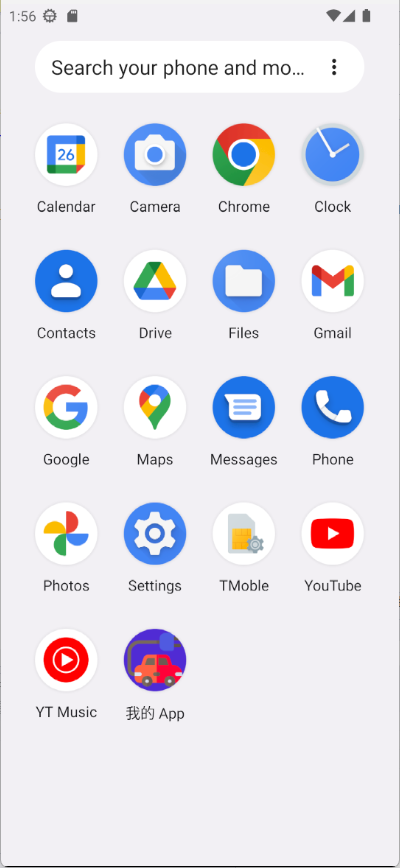 1:56
Search your phone and mo...
26
Calendar
Camera
Chrome
Clock
Contacts
Drive
Files
Gmail
Google
Maps
Messages
Phone
Photos
Settings
TMoble
YouTube
YT Music
我的 App